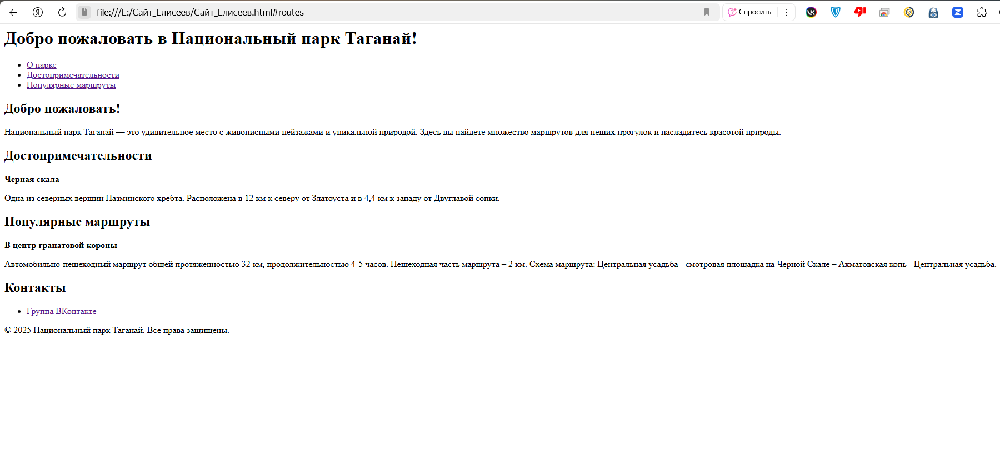 file:///E:/Сайт_Елисеев/Сайт_Елисеев.html#routes
Спросить
Добро пожаловать в Национальный парк Таганай!
О парке
Достопримечательности
Популярные маршруты
Добро пожаловать!
Национальный парк Таганай — это удивительное место с живописными пейзажами и уникальной природой. Здесь вы найдете множество маршрутов для пеших прогулок и насладитесь красотой природы.
Достопримечательности
Черная скала
Одна из северных вершин Назминского хребта. Расположена в 12 км к северу от Златоуста и в 4,4 км к западу от Двуглавой сопки.
Популярные маршруты
В центр гранатовой короны
Автомобильно-пешеходный маршрут общей протяженностью 32 км, продолжительностью 4-5 часов. Пешеходная часть маршрута – 2 км. Схема маршрута: Центральная усадьба - смотровая площадка на Черной Скале – Ахматовская копь - Центральная усадьба.
Контакты
Группа ВКонтакте
© 2025 Национальный парк Таганай. Все права защищены.